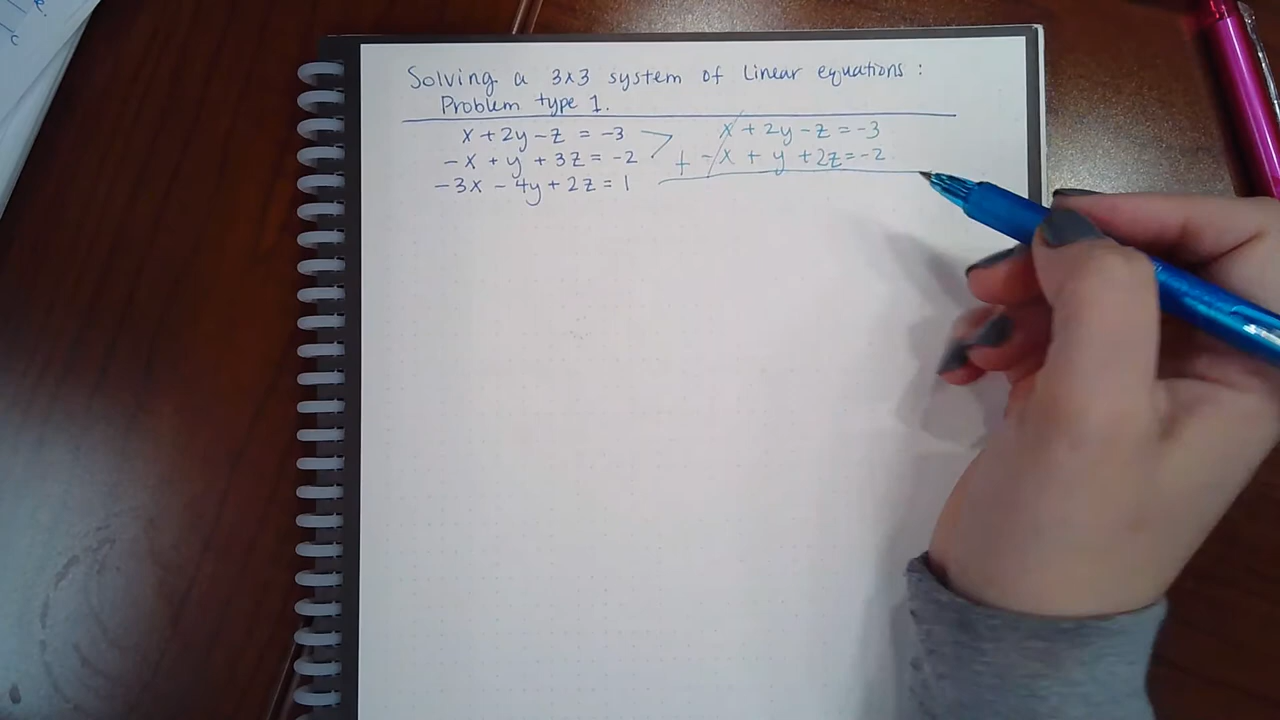 Solving a 3x3 system of linear equations :
Problem type 1.
x + 2y - z = -3
-x + y + 3z = -2
-3x - 4y + 2z = 1
x + 2y - z = -3
+ -x + y + 2z = -2